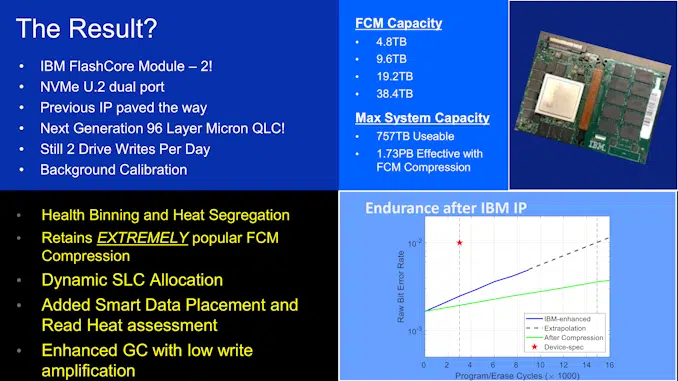 The Result?
• IBM FlashCore Module – 2!
• NVMe U.2 dual port
• Previous IP paved the way
• Next Generation 96 Layer Micron QLC!
• Still 2 Drive Writes Per Day
• Background Calibration
FCM Capacity
• 4.8TB
• 9.6TB
• 19.2TB
• 38.4TB
Max System Capacity
• 757TB Useable
• 1.73PB Effective with
FCM Compression
IBM
• Health Binning and Heat Segregation
• Retains EXTREMELY popular FCM
Compression
• Dynamic SLC Allocation
• Added Smart Data Placement and
Read Heat assessment
• Enhanced GC with low write
amplification
Endurance after IBM IP
Raw Bit Error Rate
10⁻²
10⁻³
IBM-enhanced
Extrapolation
After Compression
Device-spec
0 2 4 6 8 10 12 14 16
Program/Erase Cycles (× 1000)